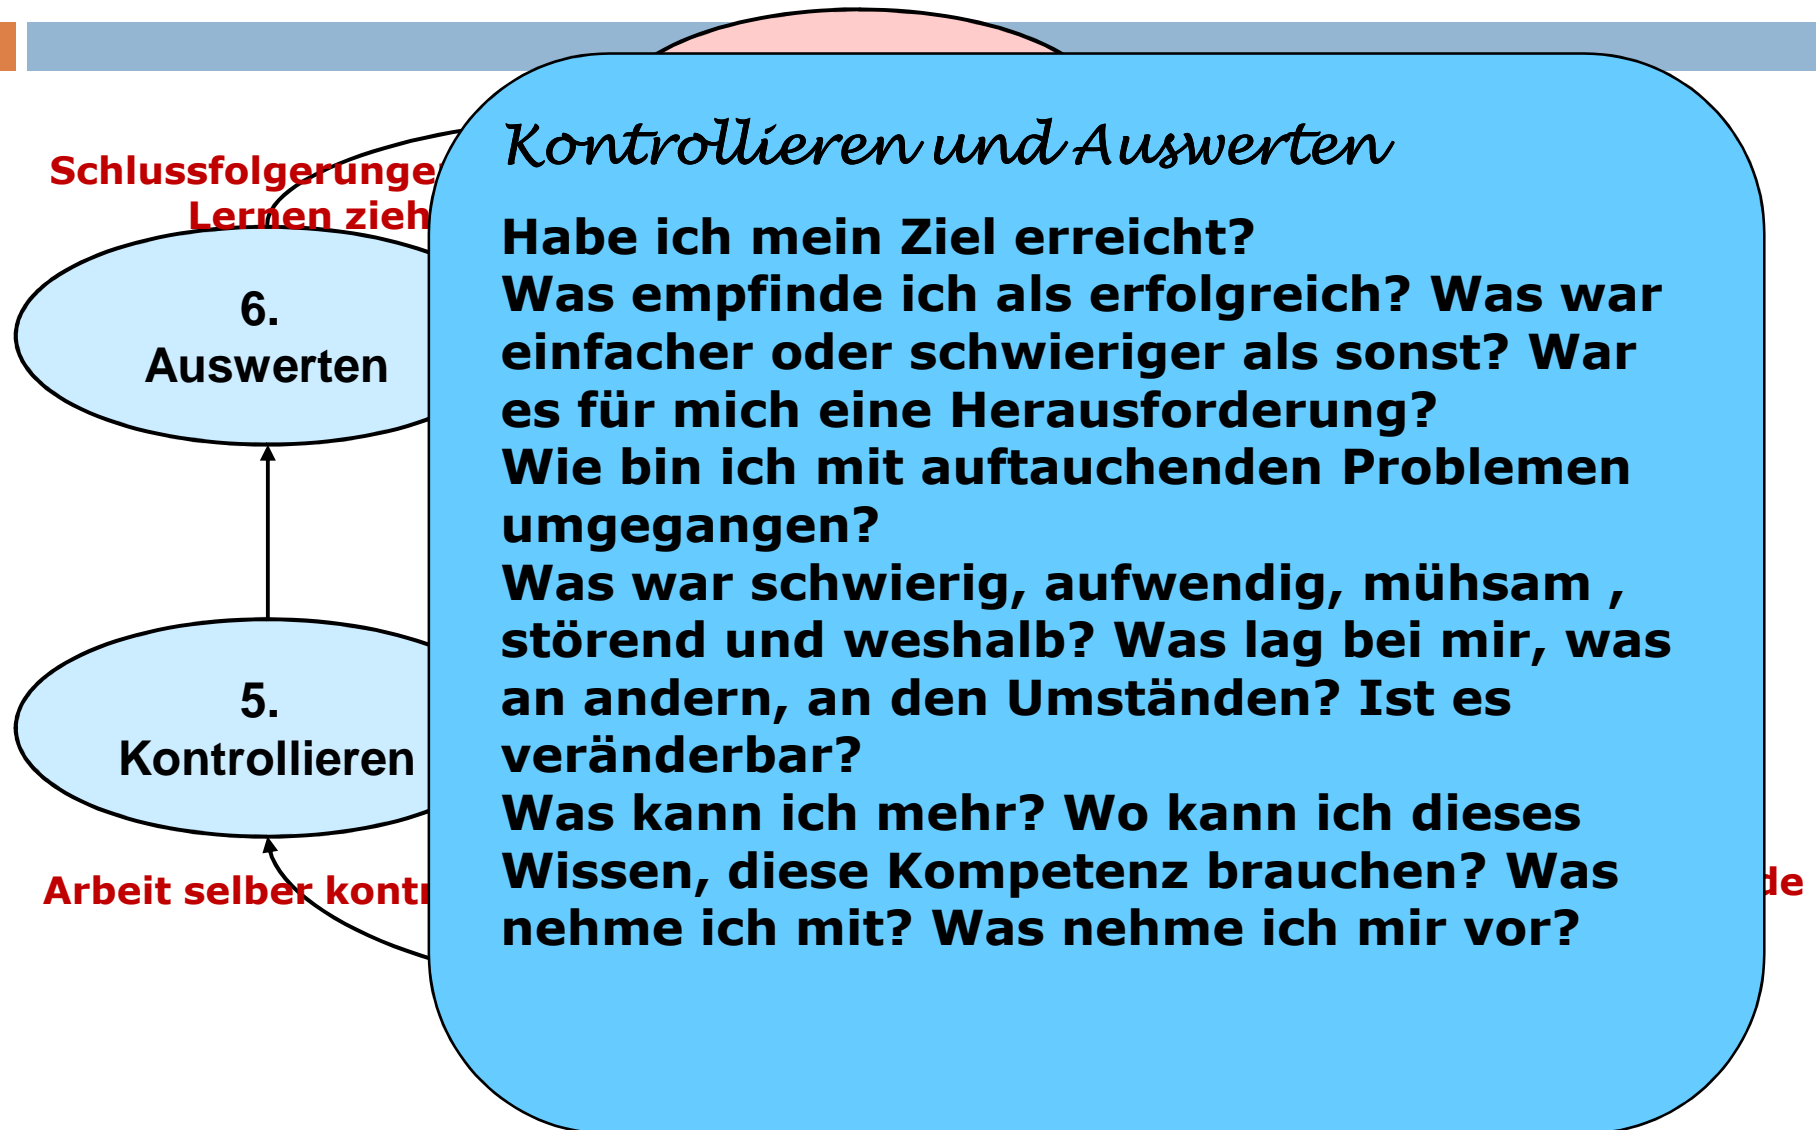 Schlussfolgerunge
Lernen zieh
6.
Auswerten
5.
Kontrollieren
Arbeit selber kontr
Kontrollieren und Auswerten
Habe ich mein Ziel erreicht?
Was empfinde ich als erfolgreich? Was war
einfacher oder schwieriger als sonst? War
es für mich eine Herausforderung?
Wie bin ich mit auftauchenden Problemen
umgegangen?
Was war schwierig, aufwendig, mühsam ,
störend und weshalb? Was lag bei mir, was
an andern, an den Umständen? Ist es
veränderbar?
Was kann ich mehr? Wo kann ich dieses
Wissen, diese Kompetenz brauchen? Was
nehme ich mit? Was nehme ich mir vor?
de